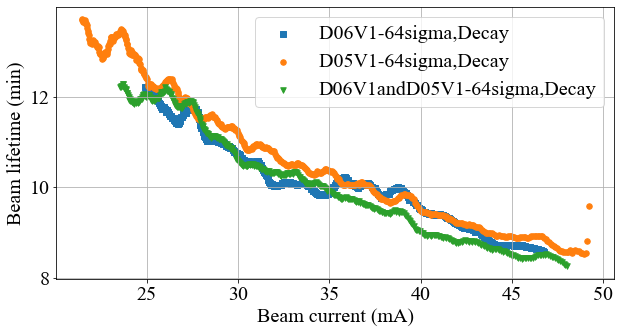 D06V1-64sigma,Decay
D05V1-64sigma,Decay
D06V1andD05V1-64sigma,Decay
Beam lifetime (min)
12
10
8
25 30 35 40 45 50
Beam current (mA)